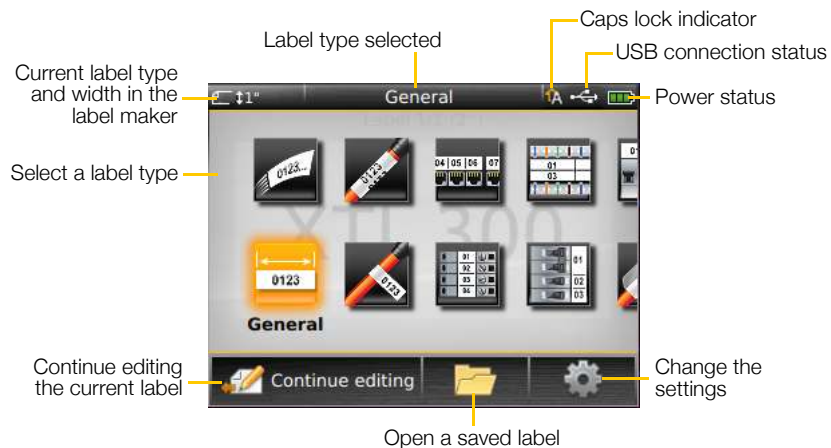 Caps lock indicator
Label type selected
USB connection status
Current label type
and width in the
label maker
1"
General
A
Power status
Select a label type
0123...
0123
04 05 06 07
01
03
XTL 300
0123
0123
01
02
03
04
01
02
03
General
Continue editing
the current label
Continue editing
Change the
settings
Open a saved label